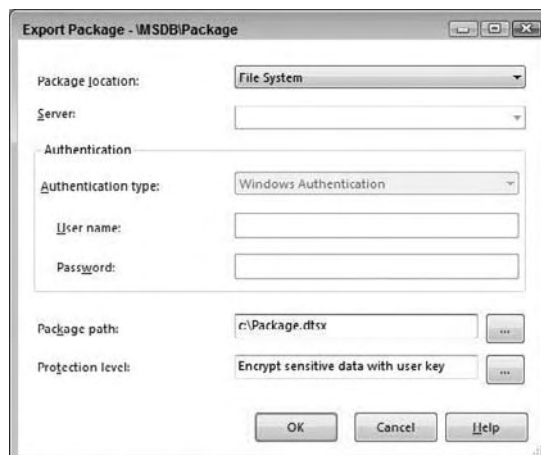 Export Package - \MSDB\Package
Package location:
File System
Server:
Authentication
Authentication type:
Windows Authentication
User name:
Password:
Package path:
c:\Package.dtsx
...
Protection level:
Encrypt sensitive data with user key
...
OK
Cancel
Help